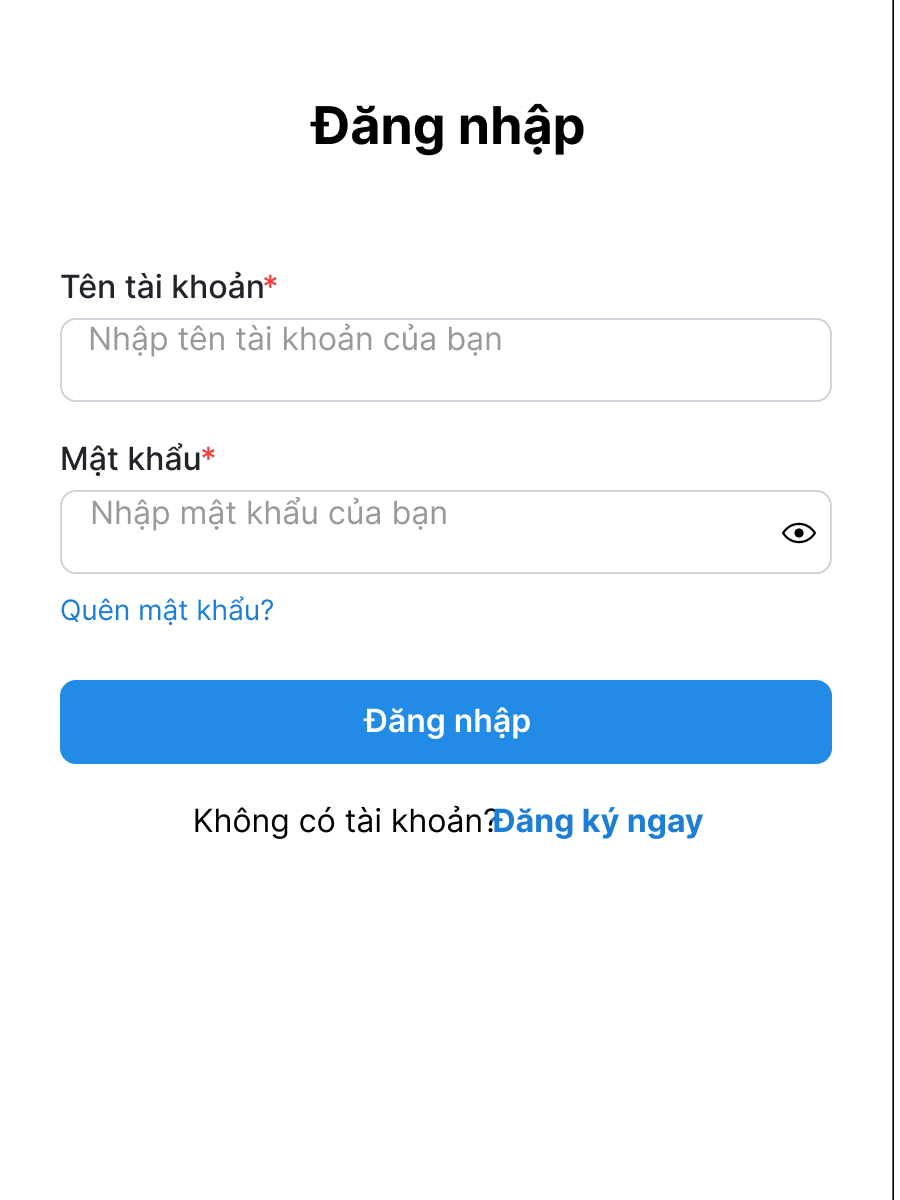 Đăng nhập
Tên tài khoản*
Nhập tên tài khoản của bạn
Mật khẩu*
Nhập mật khẩu của bạn
Quên mật khẩu?
Đăng nhập
Không có tài khoản?Đăng ký ngay